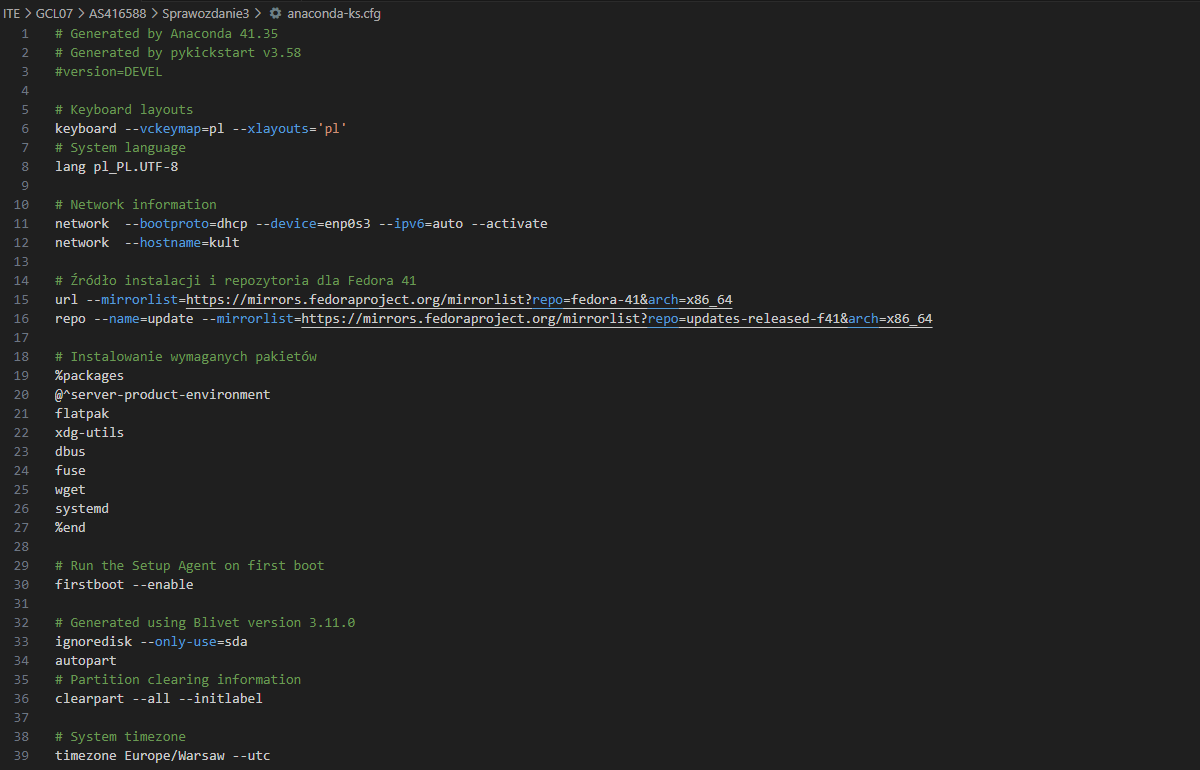 ITE > GCL07 > AS416588 > Sprawozdanie3 > anaconda-ks.cfg
1 # Generated by Anaconda 41.35
2 # Generated by pykickstart v3.58
3 #version=DEVEL
4
5 # Keyboard layouts
6 keyboard --vckeymap=pl --xlayouts='pl'
7 # System language
8 lang pl_PL.UTF-8
9
10 # Network information
11 network  --bootproto=dhcp --device=enp0s3 --ipv6=auto --activate
12 network  --hostname=kult
13
14 # Źródło instalacji i repozytoria dla Fedora 41
15 url --mirrorlist=https://mirrors.fedoraproject.org/mirrorlist?repo=fedora-41&arch=x86_64
16 repo --name=update --mirrorlist=https://mirrors.fedoraproject.org/mirrorlist?repo=updates-released-f41&arch=x86_64
17
18 # Instalowanie wymaganych pakietów
19 %packages
20 @^server-product-environment
21 flatpak
22 xdg-utils
23 dbus
24 fuse
25 wget
26 systemd
27 %end
28
29 # Run the Setup Agent on first boot
30 firstboot --enable
31
32 # Generated using Blivet version 3.11.0
33 ignoredisk --only-use=sda
34 autopart
35 # Partition clearing information
36 clearpart --all --initlabel
37
38 # System timezone
39 timezone Europe/Warsaw --utc